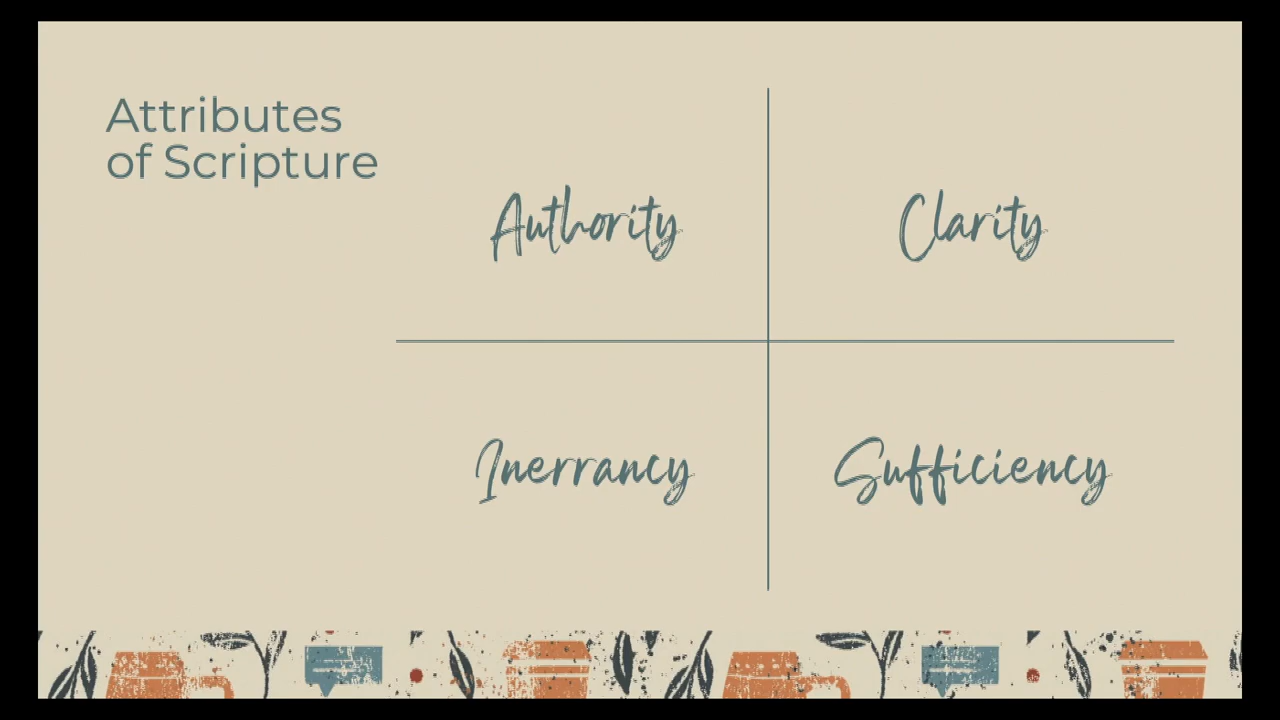 Attributes
of Scripture
Authority
Clarity
Inerrancy
Sufficiency